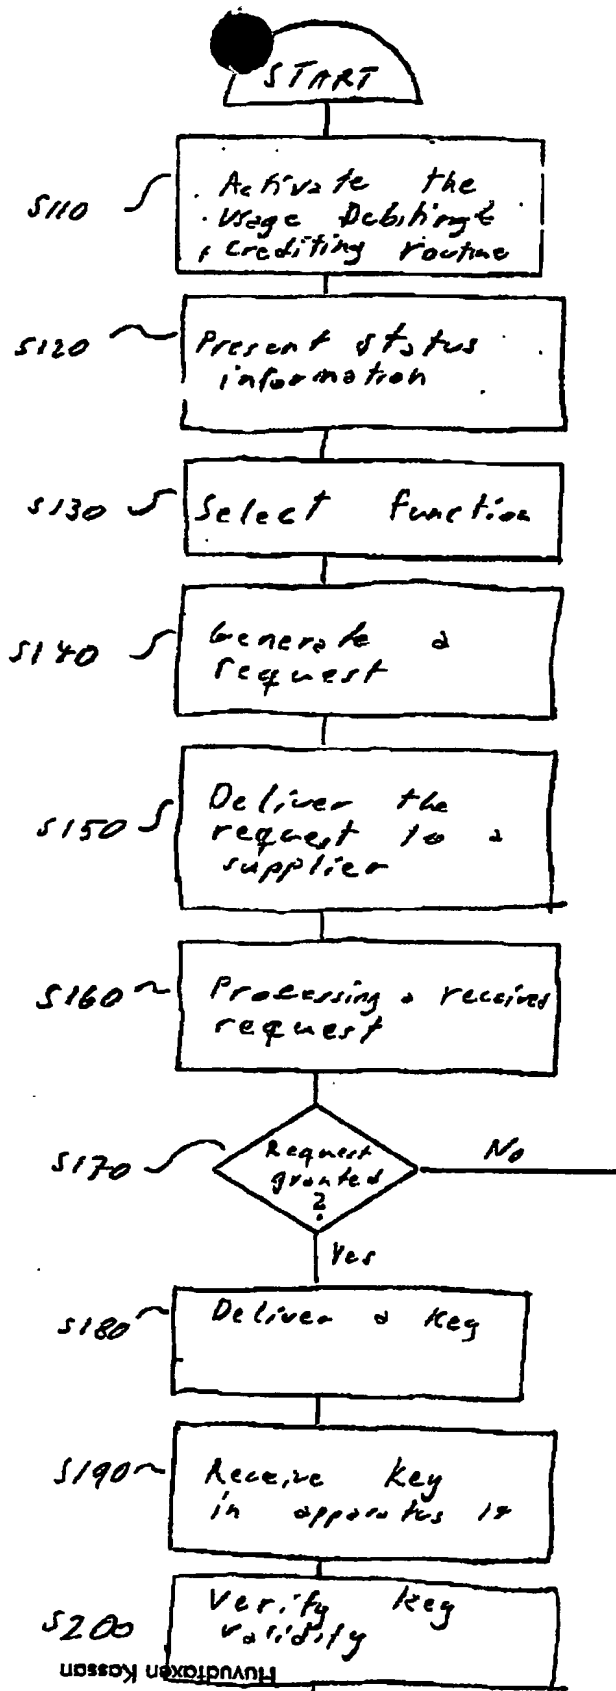 START
S110
Activate the
usage Debiting &
crediting routine
S120
Present status
information
S130
Select function
S140
Generate a
request
S150
Deliver the
request to a
supplier
S160
Processing a received
request
S170
Request
granted
?
No
Yes
S180
Deliver a key
S190
Receive key
in apparatus 14
S200
Verify key
validity
Huvudfaxen Kassan